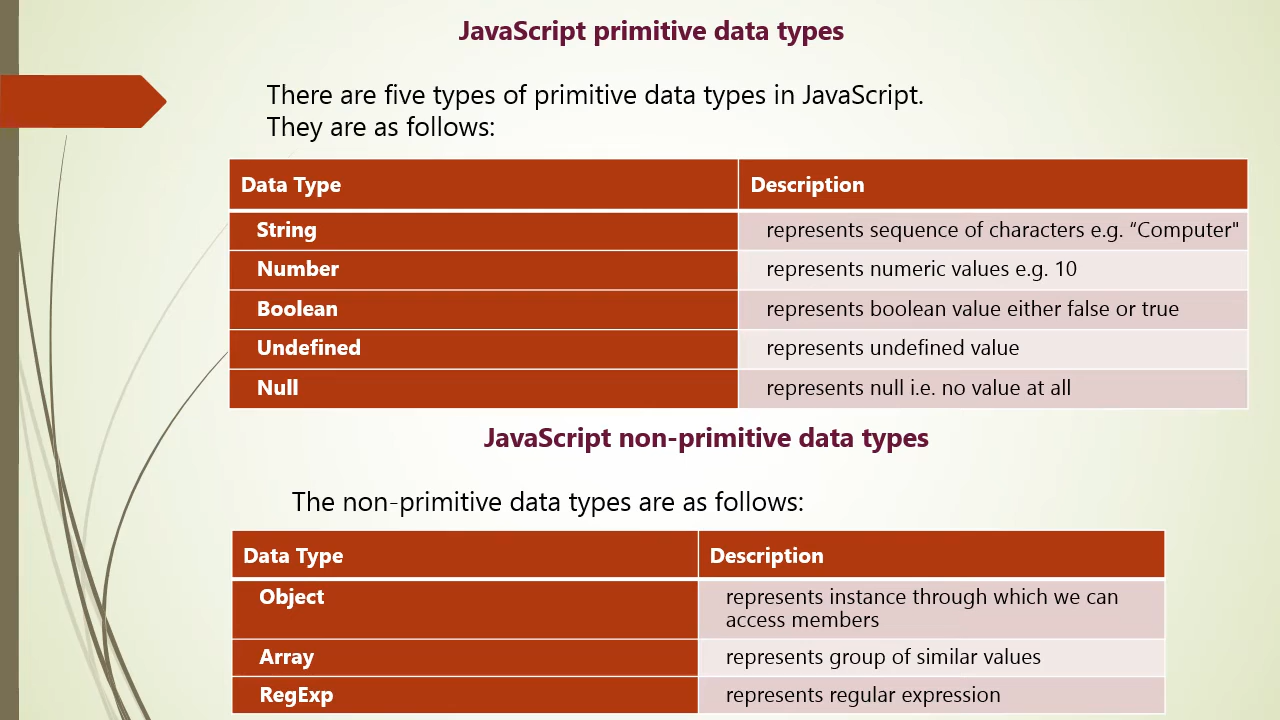 JavaScript primitive data types
There are five types of primitive data types in JavaScript.
They are as follows:
Data Type Description
String represents sequence of characters e.g. “Computer"
Number represents numeric values e.g. 10
Boolean represents boolean value either false or true
Undefined represents undefined value
Null represents null i.e. no value at all
JavaScript non-primitive data types
The non-primitive data types are as follows:
Data Type Description
Object represents instance through which we can
access members
Array represents group of similar values
RegExp represents regular expression